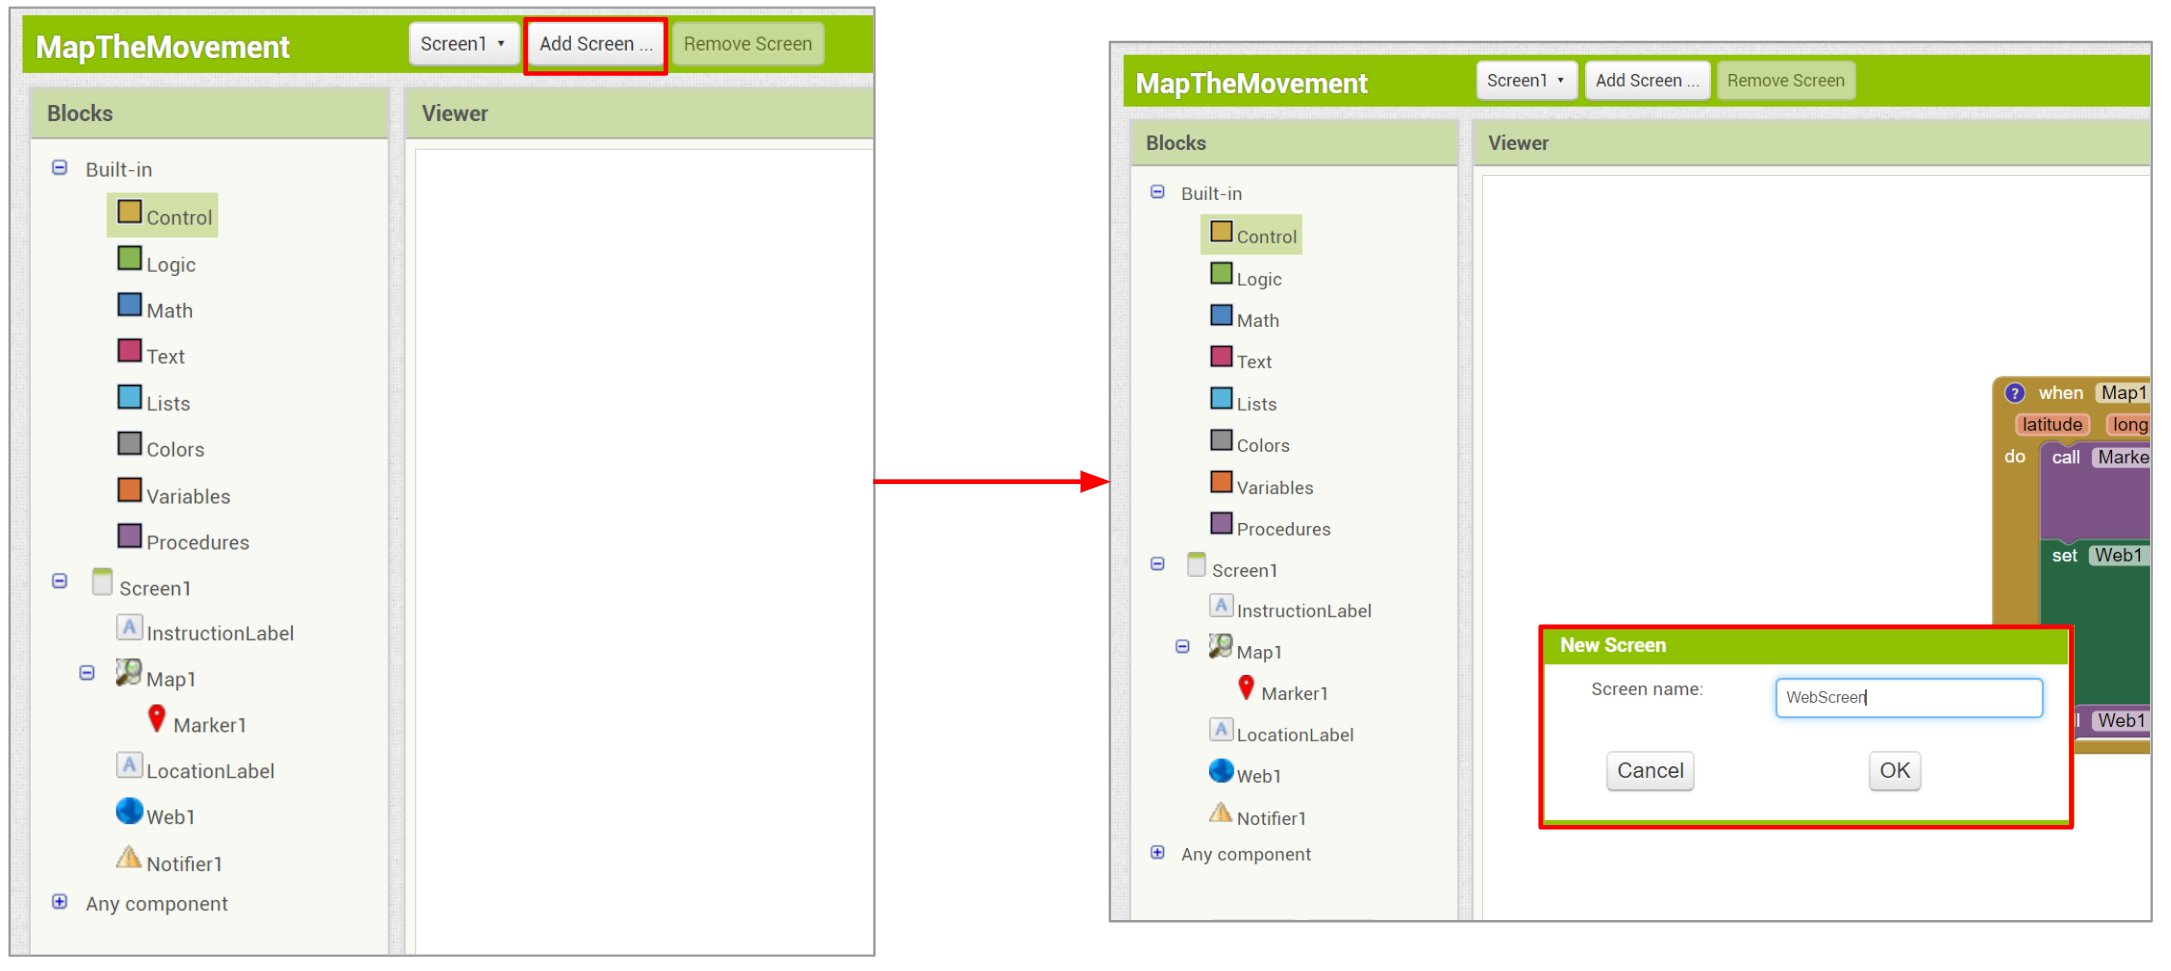 MapTheMovement
Screen1 ▾
Add Screen ...
Remove Screen
Blocks
Viewer
Built-in
Control
Logic
Math
Text
Lists
Colors
Variables
Procedures
Screen1
InstructionLabel
Map1
Marker1
LocationLabel
Web1
Notifier1
Any component
MapTheMovement
Screen1 ▾
Add Screen ...
Remove Screen
Blocks
Viewer
Built-in
Control
Logic
Math
Text
Lists
Colors
Variables
Procedures
Screen1
InstructionLabel
Map1
Marker1
LocationLabel
Web1
Notifier1
Any component
? when Map1
latitude long
do call Marke
set Web1
l Web1
New Screen
Screen name: WebScreen
Cancel OK